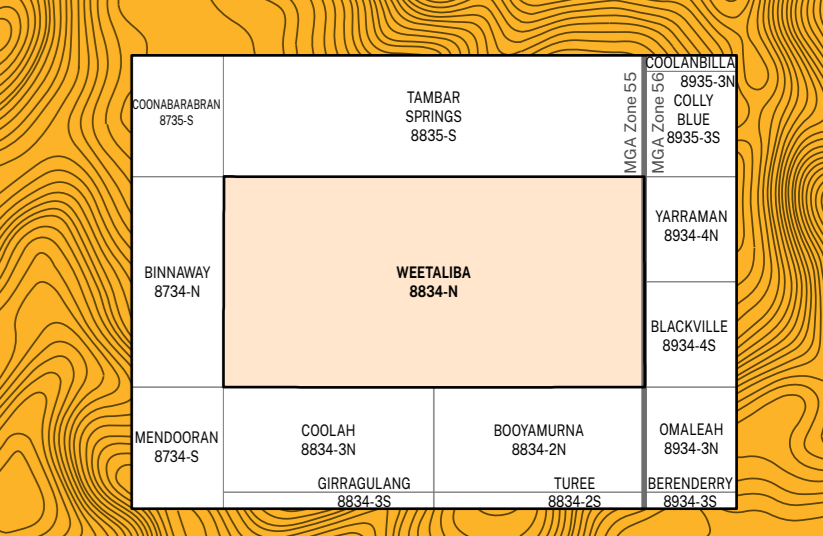 COONABARABRAN
8735-S
TAMBAR
SPRINGS
8835-S
MGA Zone 55
MGA Zone 56
COOLANBILLA
8935-3N
COLLY
BLUE
8935-3S
BINNAWAY
8734-N
WEETALIBA
8834-N
YARRAMAN
8934-4N
BLACKVILLE
8934-4S
MENDOORAN
8734-S
COOLAH
8834-3N
BOOYAMURNA
8834-2N
OMALEAH
8934-3N
GIRRAGULANG
8834-3S
TUREE
8834-2S
BERENDERRY
8934-3S